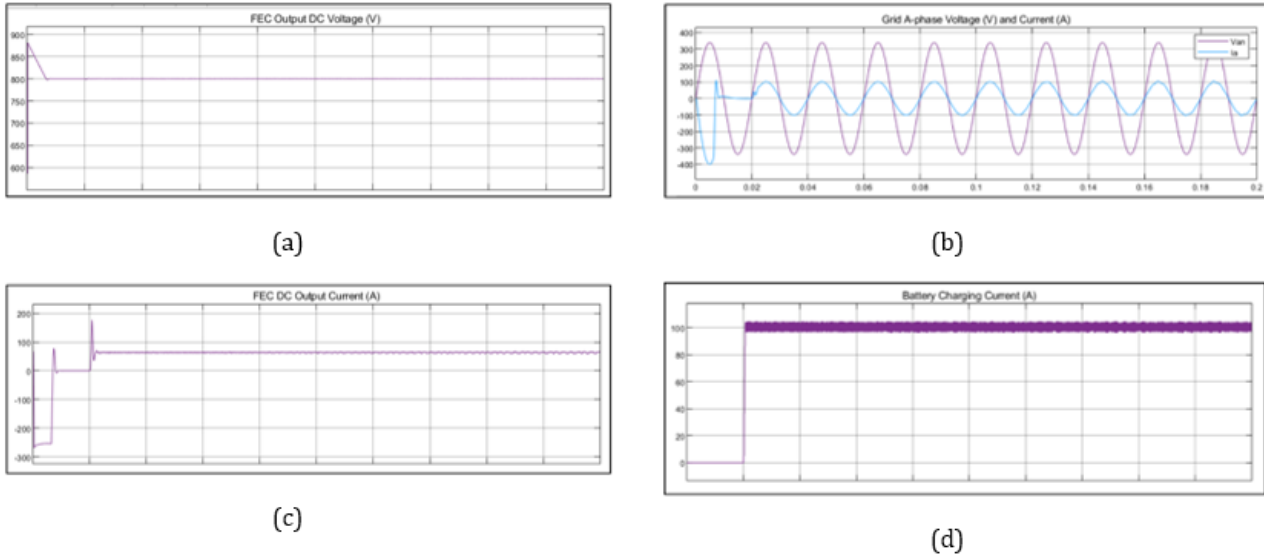 FEC Output DC Voltage (V)
900
850
800
750
700
650
600
(a)
Grid A-phase Voltage (V) and Current (A)
Van
Ia
400
300
200
100
0
-100
-200
-300
-400
0 0.02 0.04 0.06 0.08 0.1 0.12 0.14 0.16 0.18 0.2
(b)
FEC DC Output Current (A)
200
100
0
-100
-200
-300
(c)
Battery Charging Current (A)
100
80
60
40
20
0
(d)